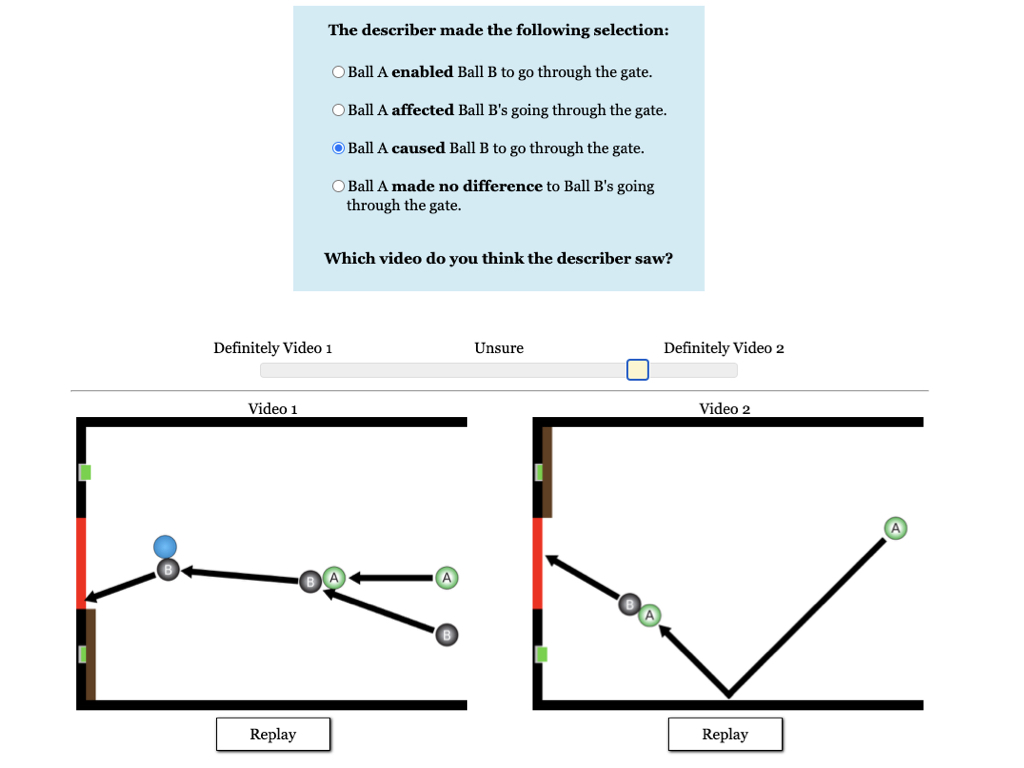 The describer made the following selection:
Ball A enabled Ball B to go through the gate.
Ball A affected Ball B's going through the gate.
Ball A caused Ball B to go through the gate.
Ball A made no difference to Ball B's going
through the gate.
Which video do you think the describer saw?
Definitely Video 1 Unsure Definitely Video 2
Video 1
B
B
A
A
B
Replay
Video 2
A
B
A
Replay